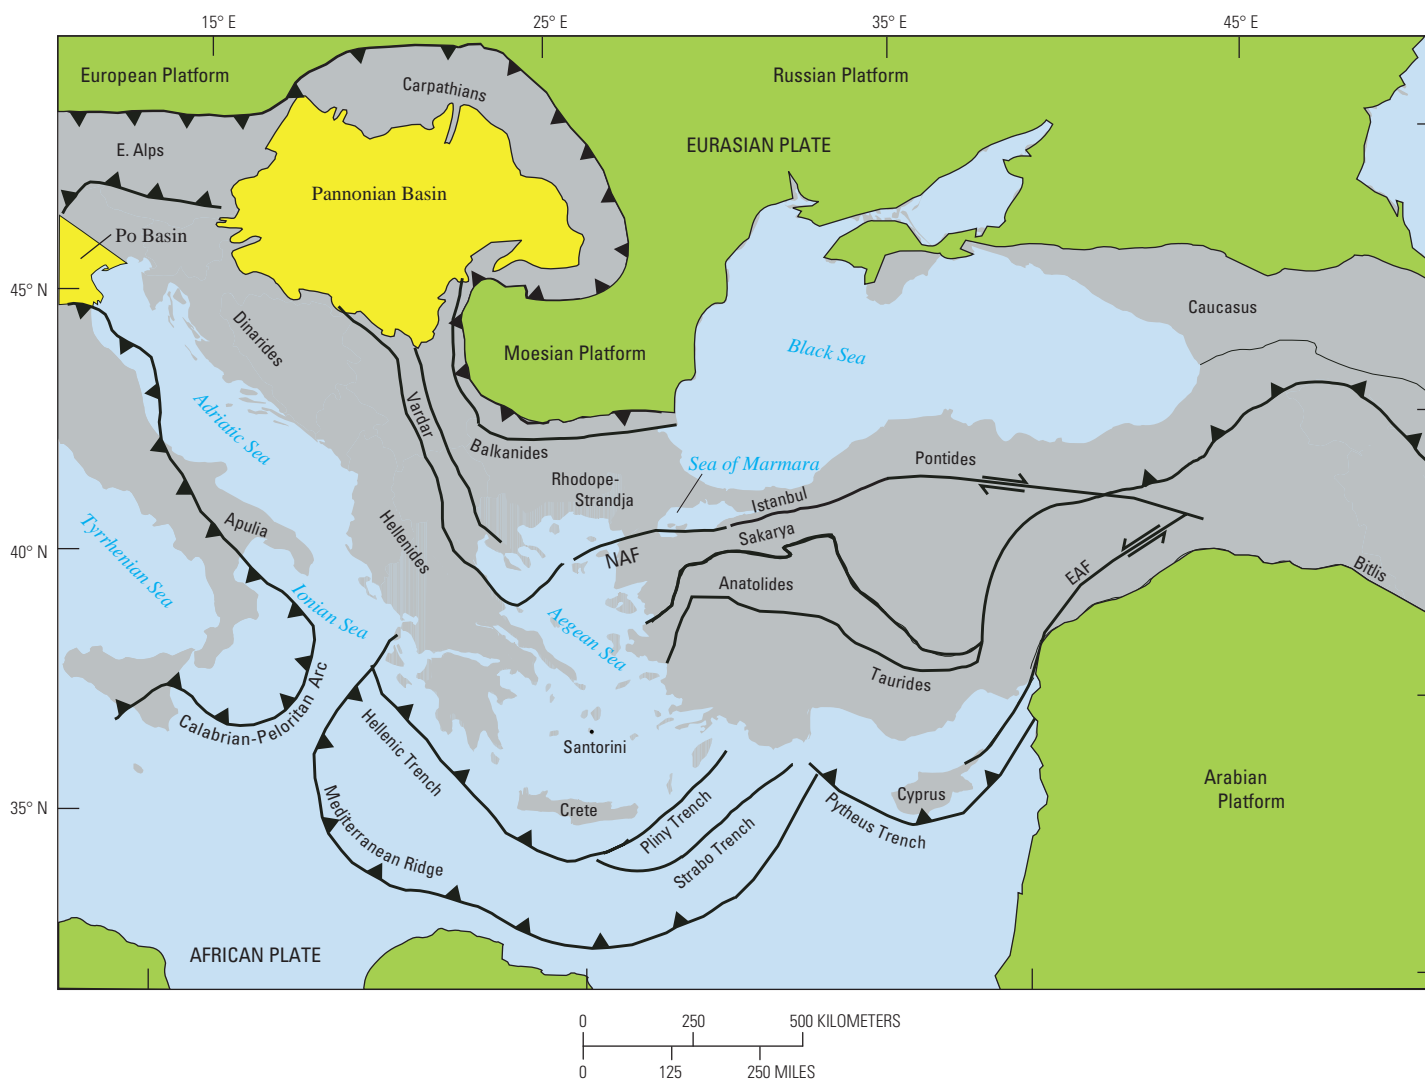 15° E
25° E
35° E
45° E
European Platform
Russian Platform
Carpathians
EURASIAN PLATE
E. Alps
Pannonian Basin
Po Basin
45° N
Caucasus
Dinarides
Moesian Platform
Black Sea
Adriatic Sea
Vardar
Balkanides
Sea of Marmara
Pontides
Rhodope-
Strandja
Istanbul
Apulia
Hellenides
Sakarya
Tyrrhenian Sea
40° N
NAF
EAF
Bitlis
Anatolides
Ionian Sea
Aegean Sea
Taurides
Calabrian-Peloritan Arc
Hellenic Trench
Santorini
Arabian
Platform
Cyprus
35° N
Crete
Pliny Trench
Pytheus Trench
Mediterranean Ridge
Strabo Trench
AFRICAN PLATE
0 250 500 KILOMETERS
0 125 250 MILES